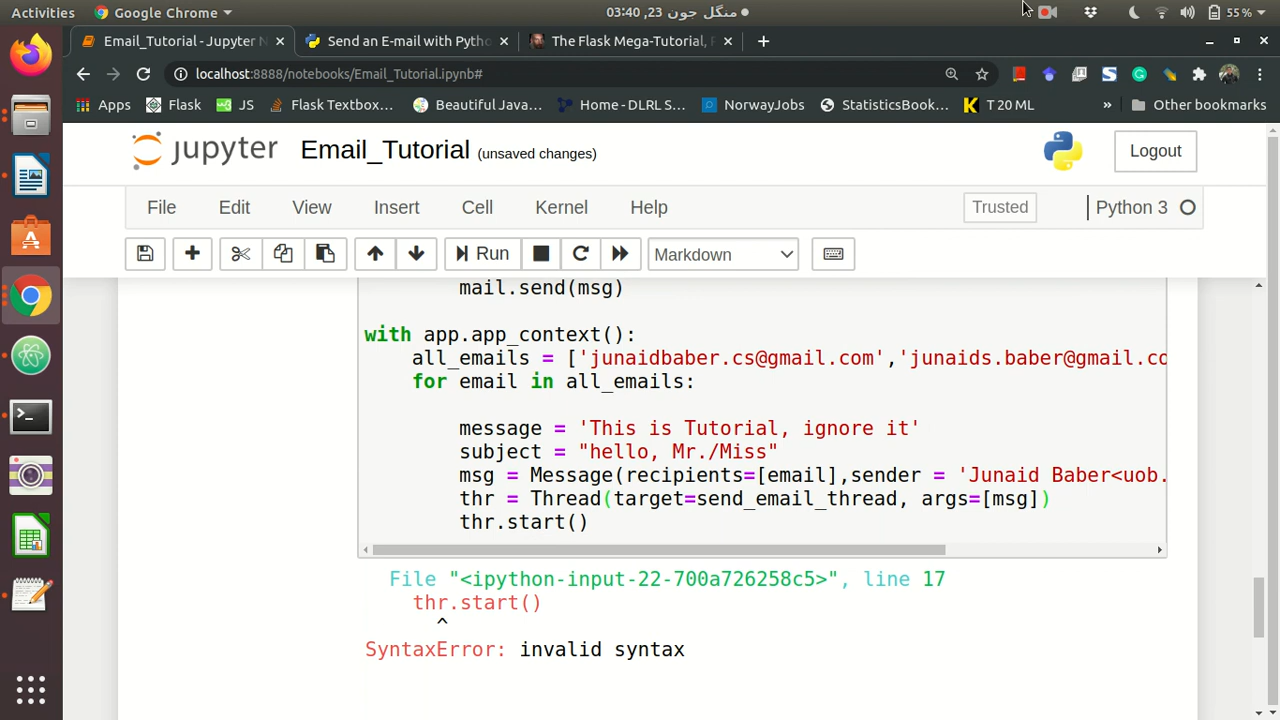 Activities
Google Chrome
منگل جون 23, 03:40
55 %
Email_Tutorial - Jupyter N
Send an E-mail with Pytho
The Flask Mega-Tutorial, F
localhost:8888/notebooks/Email_Tutorial.ipynb#
Apps
Flask
JS
Flask Textbox...
Beautiful Java...
Home - DLRL S...
NorwayJobs
StatisticsBook...
T 20 ML
»
Other bookmarks
jupyter
Email_Tutorial (unsaved changes)
Logout
File
Edit
View
Insert
Cell
Kernel
Help
Trusted
Python 3
Run
Markdown
mail.send(msg)
with app.app_context():
all_emails = ['junaidbaber.cs@gmail.com','junaids.baber@gmail.co
for email in all_emails:
message = 'This is Tutorial, ignore it'
subject = "hello, Mr./Miss"
msg = Message(recipients=[email],sender = 'Junaid Baber<uob.
thr = Thread(target=send_email_thread, args=[msg])
thr.start()
File "<ipython-input-22-700a726258c5>", line 17
thr.start()
^
SyntaxError: invalid syntax